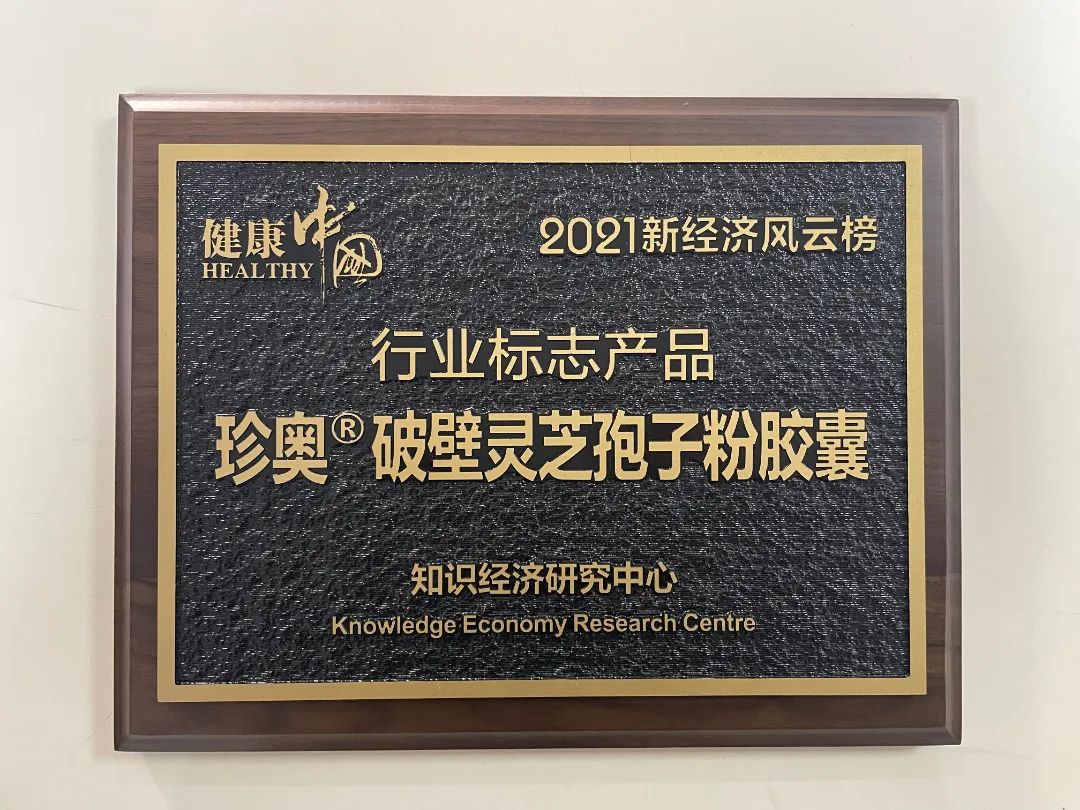 健康中国
HEALTHY
2021新经济风云榜
行业标志产品
珍奥®破壁灵芝孢子粉胶囊
知识经济研究中心
Knowledge Economy Research Centre